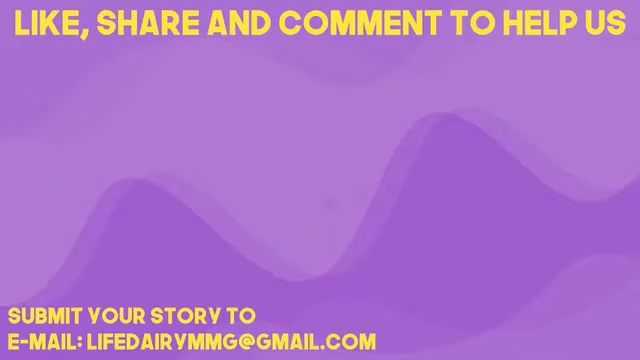 LIKE, SHARE AND COMMENT TO HELP US
SUBMIT YOUR STORY TO
E-MAIL: LIFEDAIRYMMG@GMAIL.COM